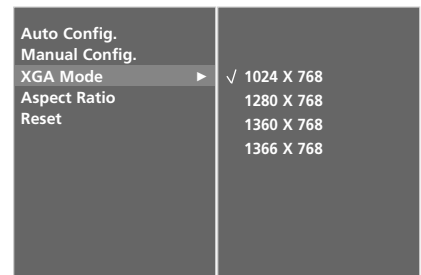 Auto Config.
Manual Config.
XGA Mode ►
Aspect Ratio
Reset
√ 1024 X 768
1280 X 768
1360 X 768
1366 X 768